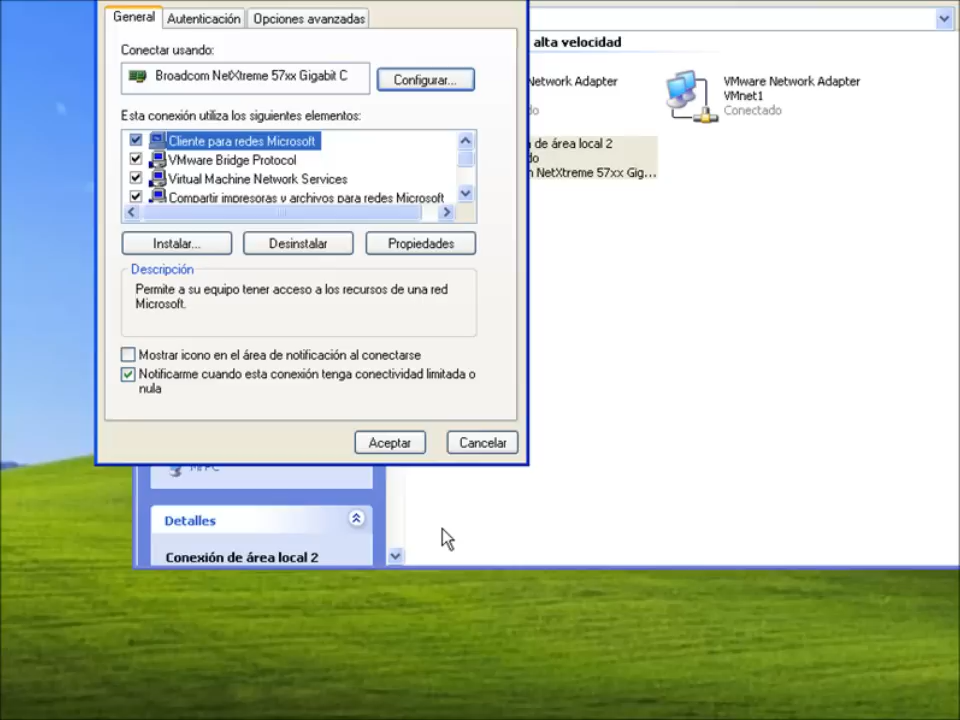 General
Autenticación
Opciones avanzadas
Conectar usando:
Broadcom NetXtreme 57xx Gigabit C
Configurar...
Esta conexión utiliza los siguientes elementos:
Cliente para redes Microsoft
VMware Bridge Protocol
Virtual Machine Network Services
Compartir impresoras y archivos para redes Microsoft
Instalar...
Desinstalar
Propiedades
Descripción
Permite a su equipo tener acceso a los recursos de una red
Microsoft.
Mostrar icono en el área de notificación al conectarse
Notificarme cuando esta conexión tenga conectividad limitada o
nula
Aceptar
Cancelar
alta velocidad
Network Adapter
do
VMware Network Adapter
VMnet1
Conectado
de área local 2
do
NetXtreme 57xx Gig...
Mi PC
Detalles
Conexión de área local 2